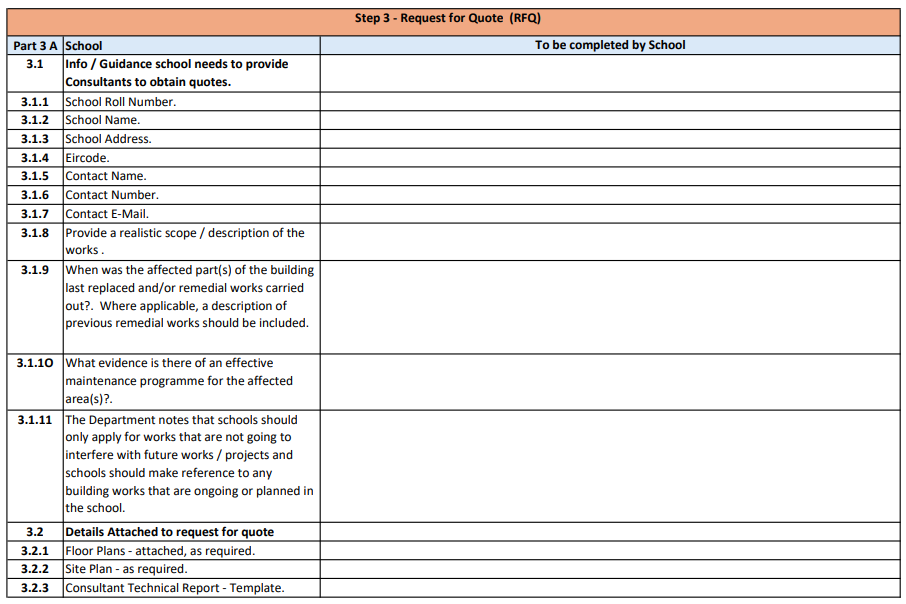 Step 3 - Request for Quote (RFQ)
Part 3 A School To be completed by School
3.1 Info / Guidance school needs to provide
Consultants to obtain quotes.
3.1.1 School Roll Number.
3.1.2 School Name.
3.1.3 School Address.
3.1.4 Eircode.
3.1.5 Contact Name.
3.1.6 Contact Number.
3.1.7 Contact E-Mail.
3.1.8 Provide a realistic scope / description of the
works .
3.1.9 When was the affected part(s) of the building
last replaced and/or remedial works carried
out?. Where applicable, a description of
previous remedial works should be included.
3.1.1O What evidence is there of an effective
maintenance programme for the affected
area(s)?.
3.1.11 The Department notes that schools should
only apply for works that are not going to
interfere with future works / projects and
schools should make reference to any
building works that are ongoing or planned in
the school.
3.2 Details Attached to request for quote
3.2.1 Floor Plans - attached, as required.
3.2.2 Site Plan - as required.
3.2.3 Consultant Technical Report - Template.